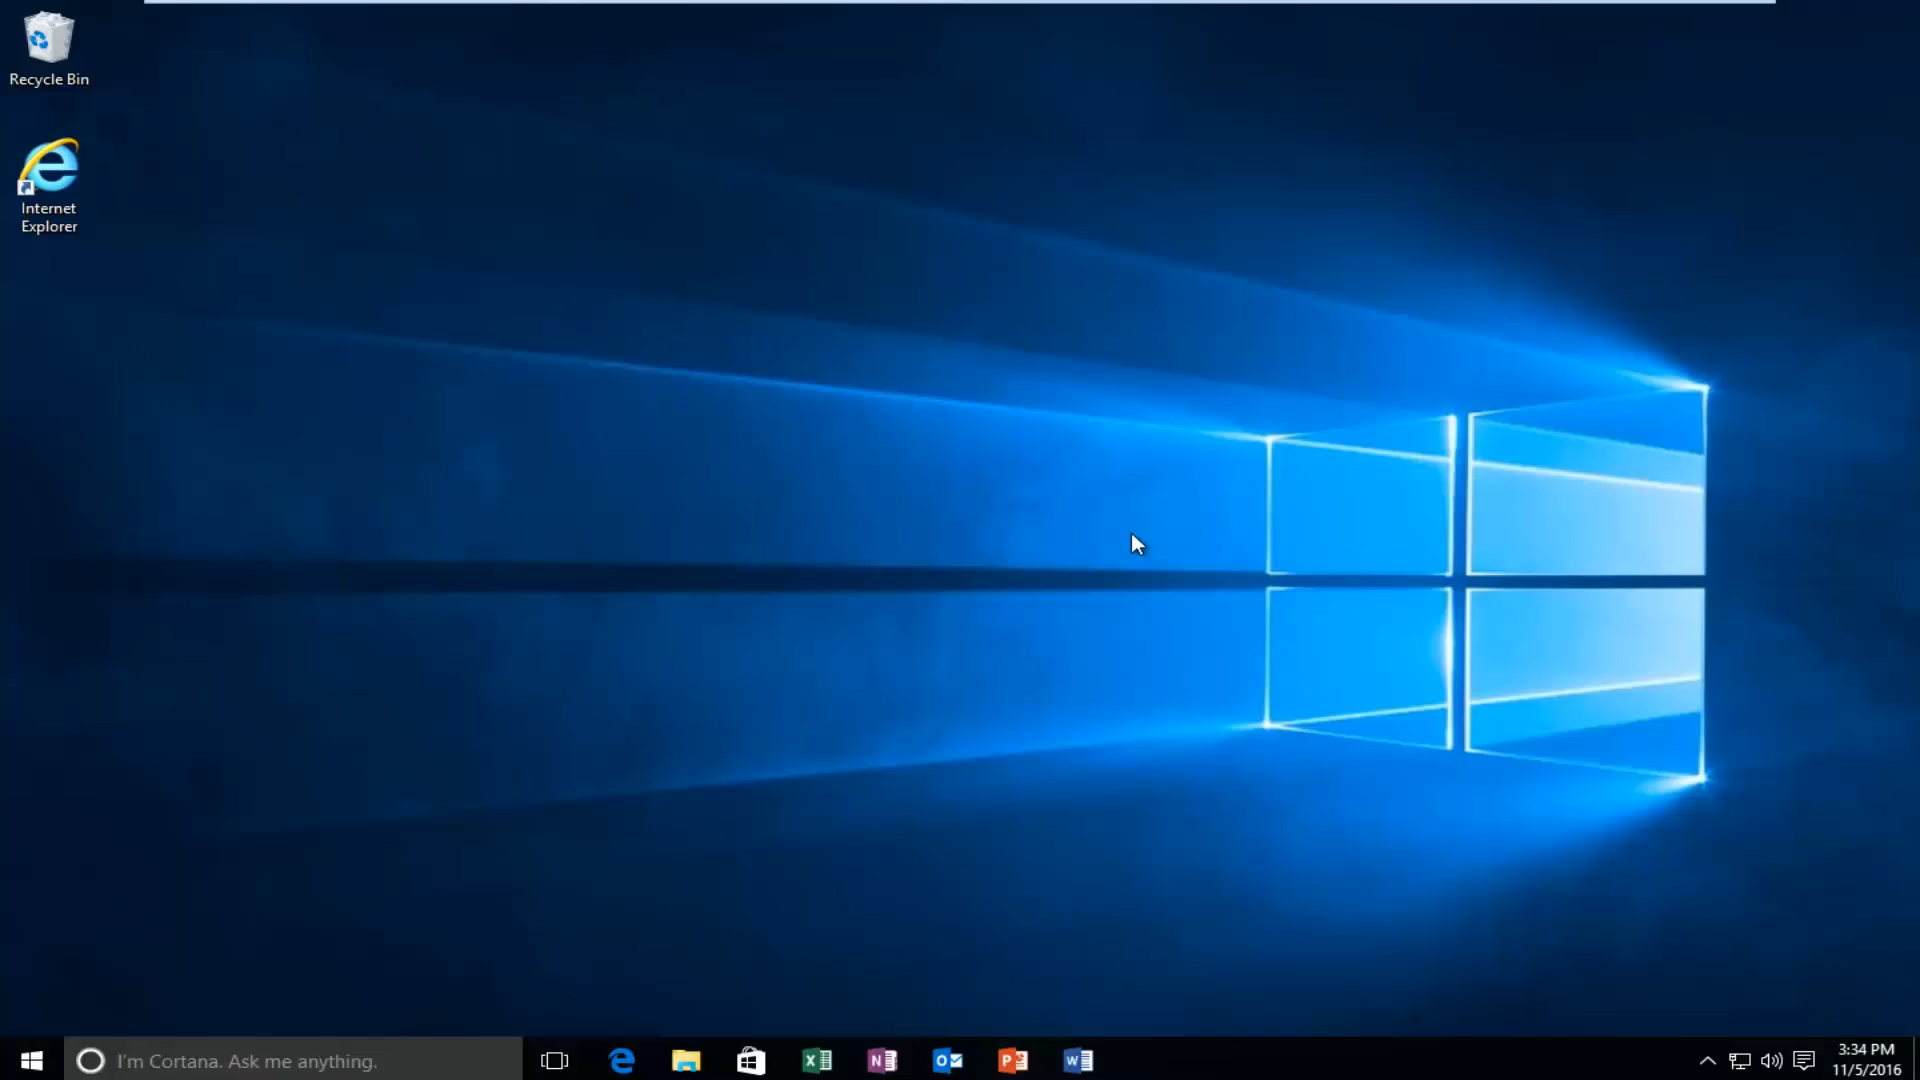 Recycle Bin
Internet
Explorer
I'm Cortana. Ask me anything.
3:34 PM
11/5/2016